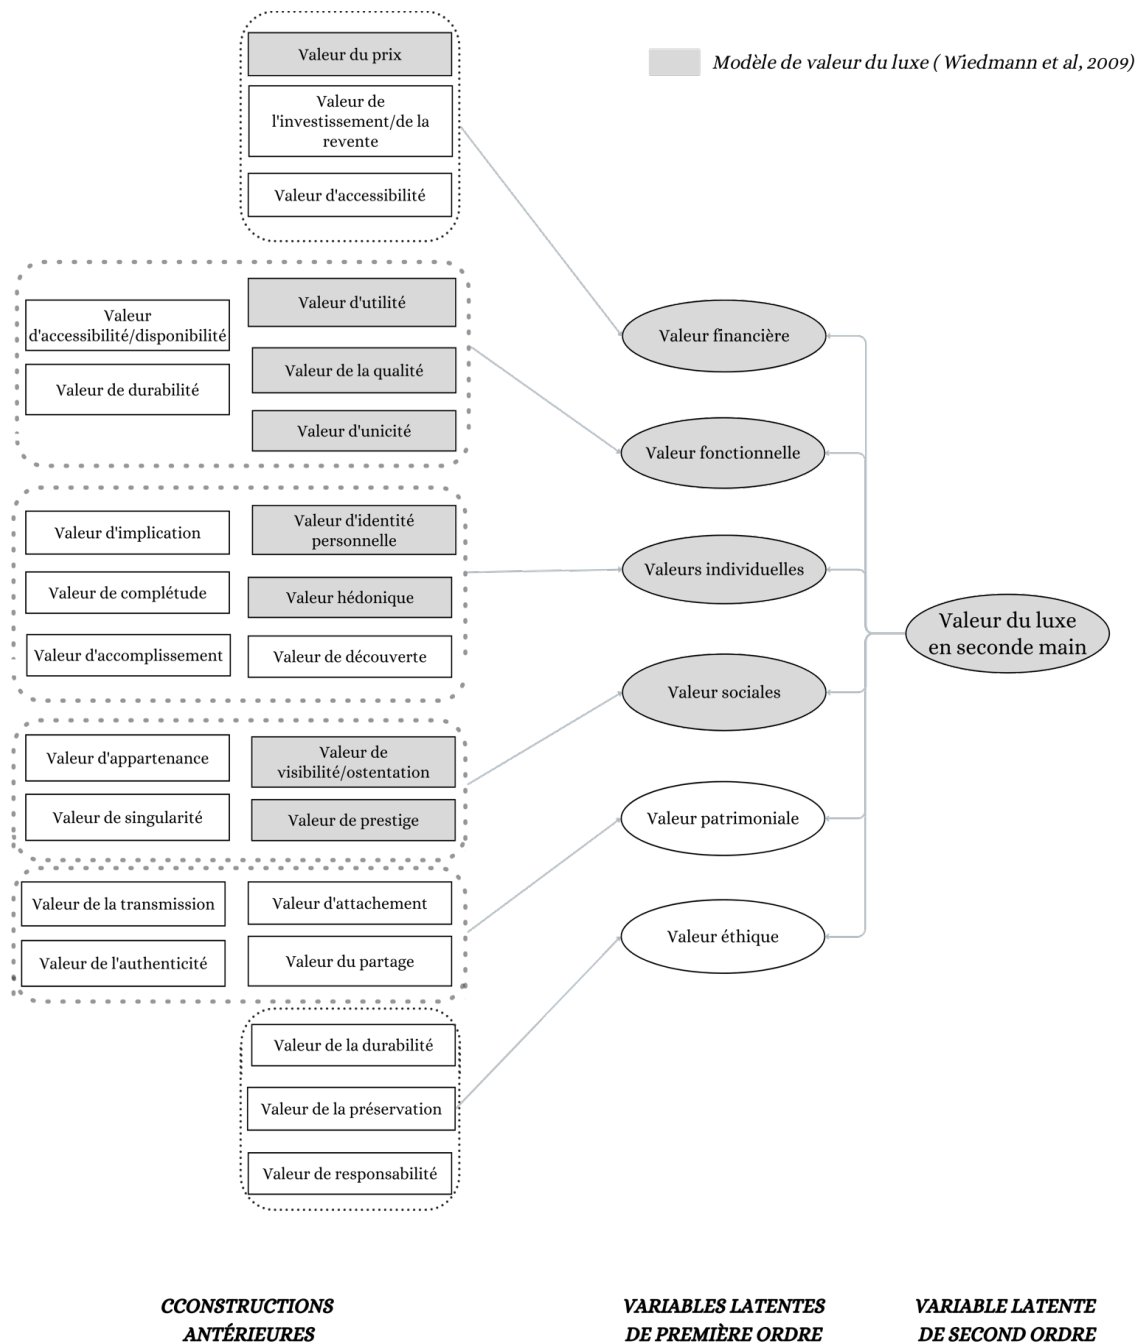 Valeur du prix
Modèle de valeur du luxe ( Wiedmann et al, 2009)
Valeur de
l'investissement/de la
revente
Valeur d'accessibilité
Valeur
d'accessibilité/disponibilité
Valeur de durabilité
Valeur d'utilité
Valeur de la qualité
Valeur d'unicité
Valeur d'implication
Valeur de complétude
Valeur d'accomplissement
Valeur d'identité
personnelle
Valeur hédonique
Valeur de découverte
Valeur d'appartenance
Valeur de singularité
Valeur de
visibilité/ostentation
Valeur de prestige
Valeur de la transmission
Valeur de l'authenticité
Valeur d'attachement
Valeur du partage
Valeur de la durabilité
Valeur de la préservation
Valeur de responsabilité
Valeur financière
Valeur fonctionnelle
Valeurs individuelles
Valeur sociales
Valeur patrimoniale
Valeur éthique
Valeur du luxe
en seconde main
CCONSTRUCTIONS
ANTÉRIEURES
VARIABLES LATENTES
DE PREMIÈRE ORDRE
VARIABLE LATENTE
DE SECOND ORDRE